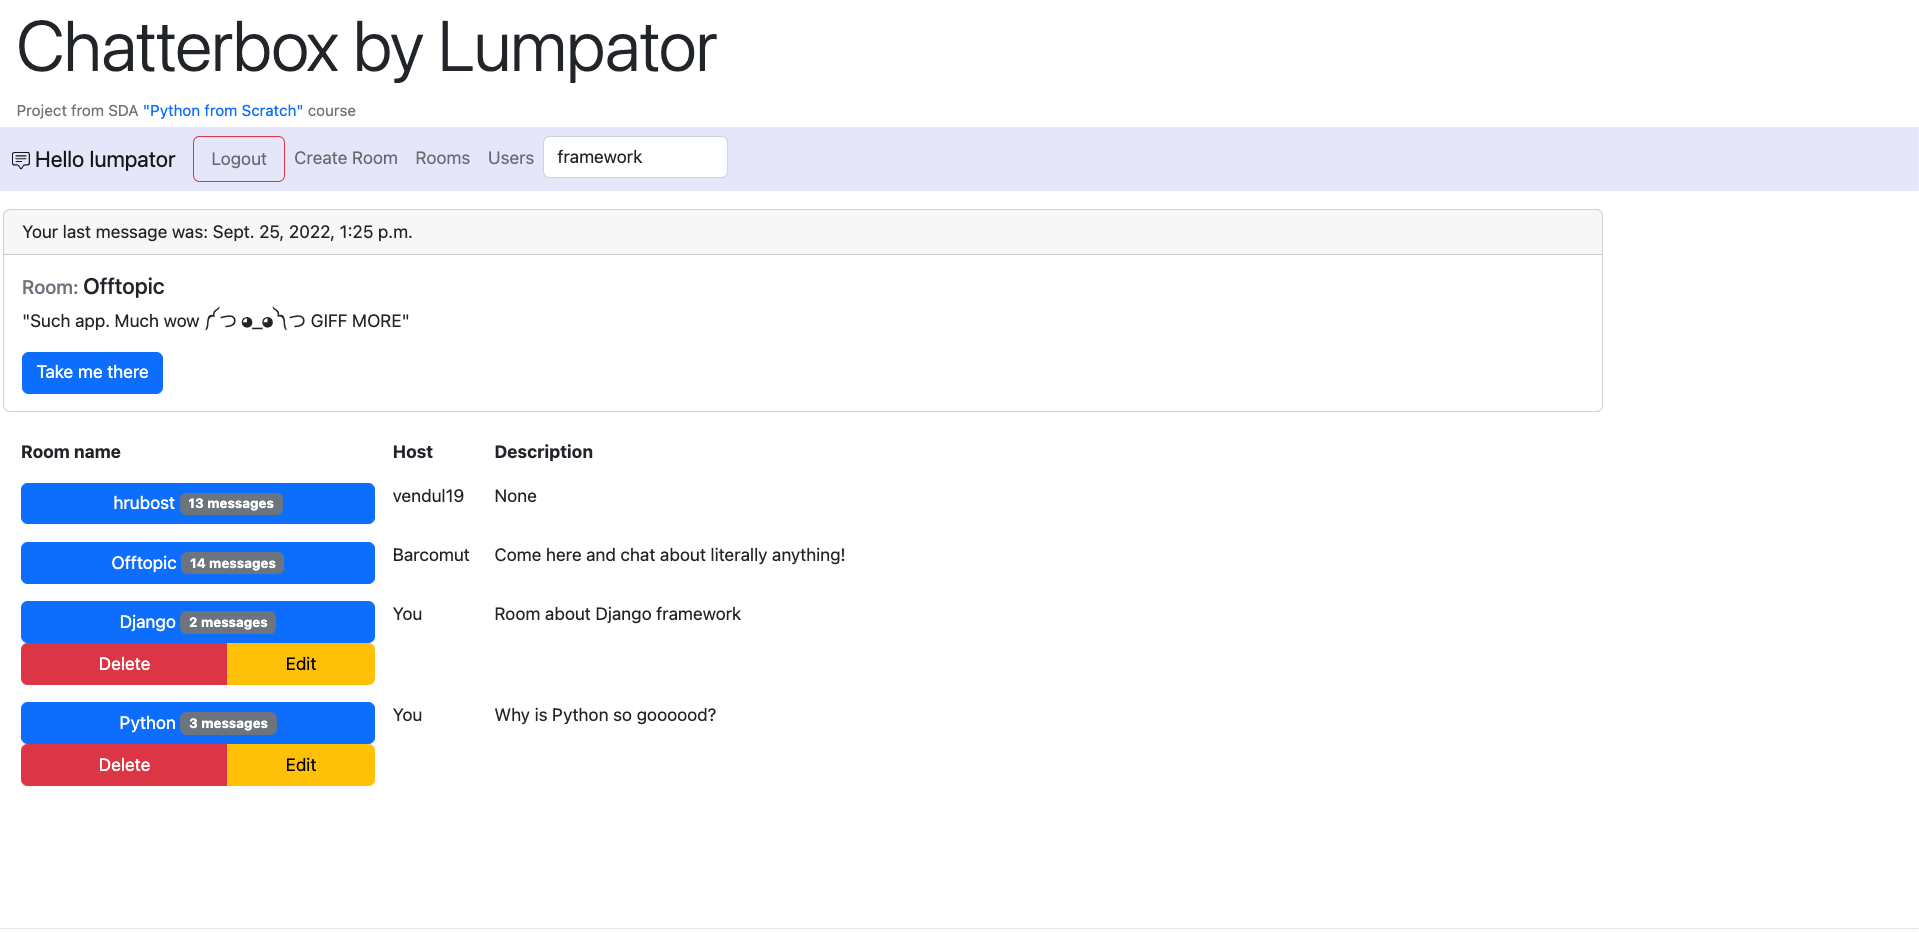 Chatterbox by Lumpator
Project from SDA "Python from Scratch" course
Hello lumpator Logout Create Room Rooms Users framework
Your last message was: Sept. 25, 2022, 1:25 p.m.
Room: Offtopic
"Such app. Much wow ༼つ ◕_◕༽つ GIFF MORE"
Take me there
Room name Host Description
hrubost 13 messages vendul19 None
Offtopic 14 messages Barcomut Come here and chat about literally anything!
Django 2 messages You Room about Django framework
Delete Edit
Python 3 messages You Why is Python so goooood?
Delete Edit